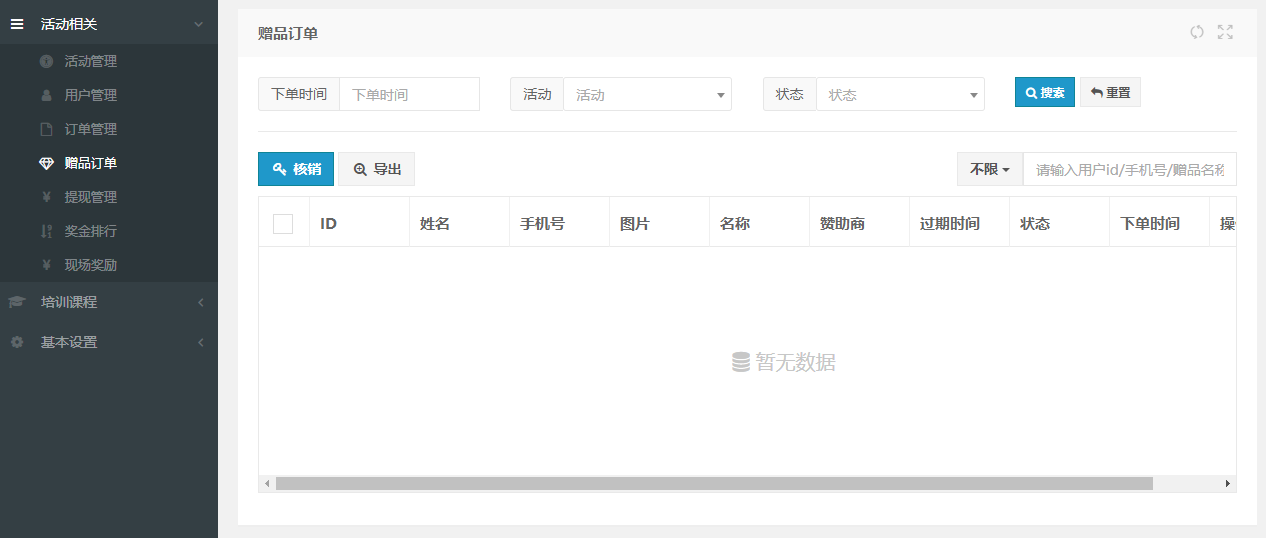 活动相关
活动管理
用户管理
订单管理
赠品订单
提现管理
奖金排行
现场奖励
培训课程
基本设置
赠品订单
下单时间 下单时间 活动 活动 状态 状态 搜索 重置
核销 导出 不限 请输入用户id/手机号/赠品名称
ID 姓名 手机号 图片 名称 赞助商 过期时间 状态 下单时间
暂无数据